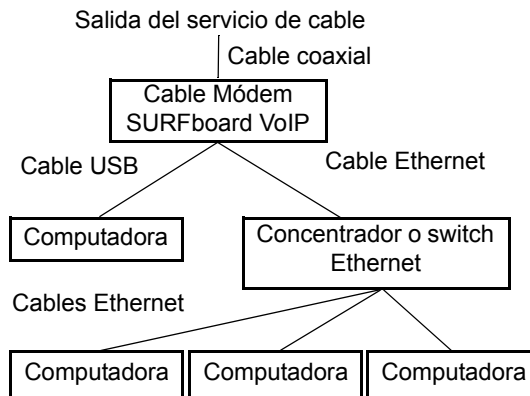 Salida del servicio de cable
Cable coaxial
Cable Módem
SURFboard VoIP
Cable USB
Cable Ethernet
Computadora
Concentrador o switch
Ethernet
Cables Ethernet
Computadora
Computadora
Computadora